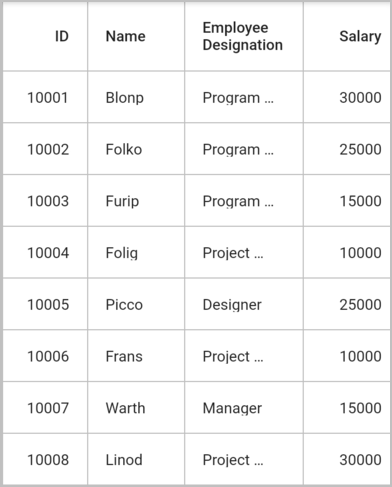 ID Name Employee Designation Salary
10001 Blonp Program ... 30000
10002 Folko Program ... 25000
10003 Furip Program ... 15000
10004 Folig Project ... 10000
10005 Picco Designer 25000
10006 Frans Project ... 10000
10007 Warth Manager 15000
10008 Linod Project ... 30000